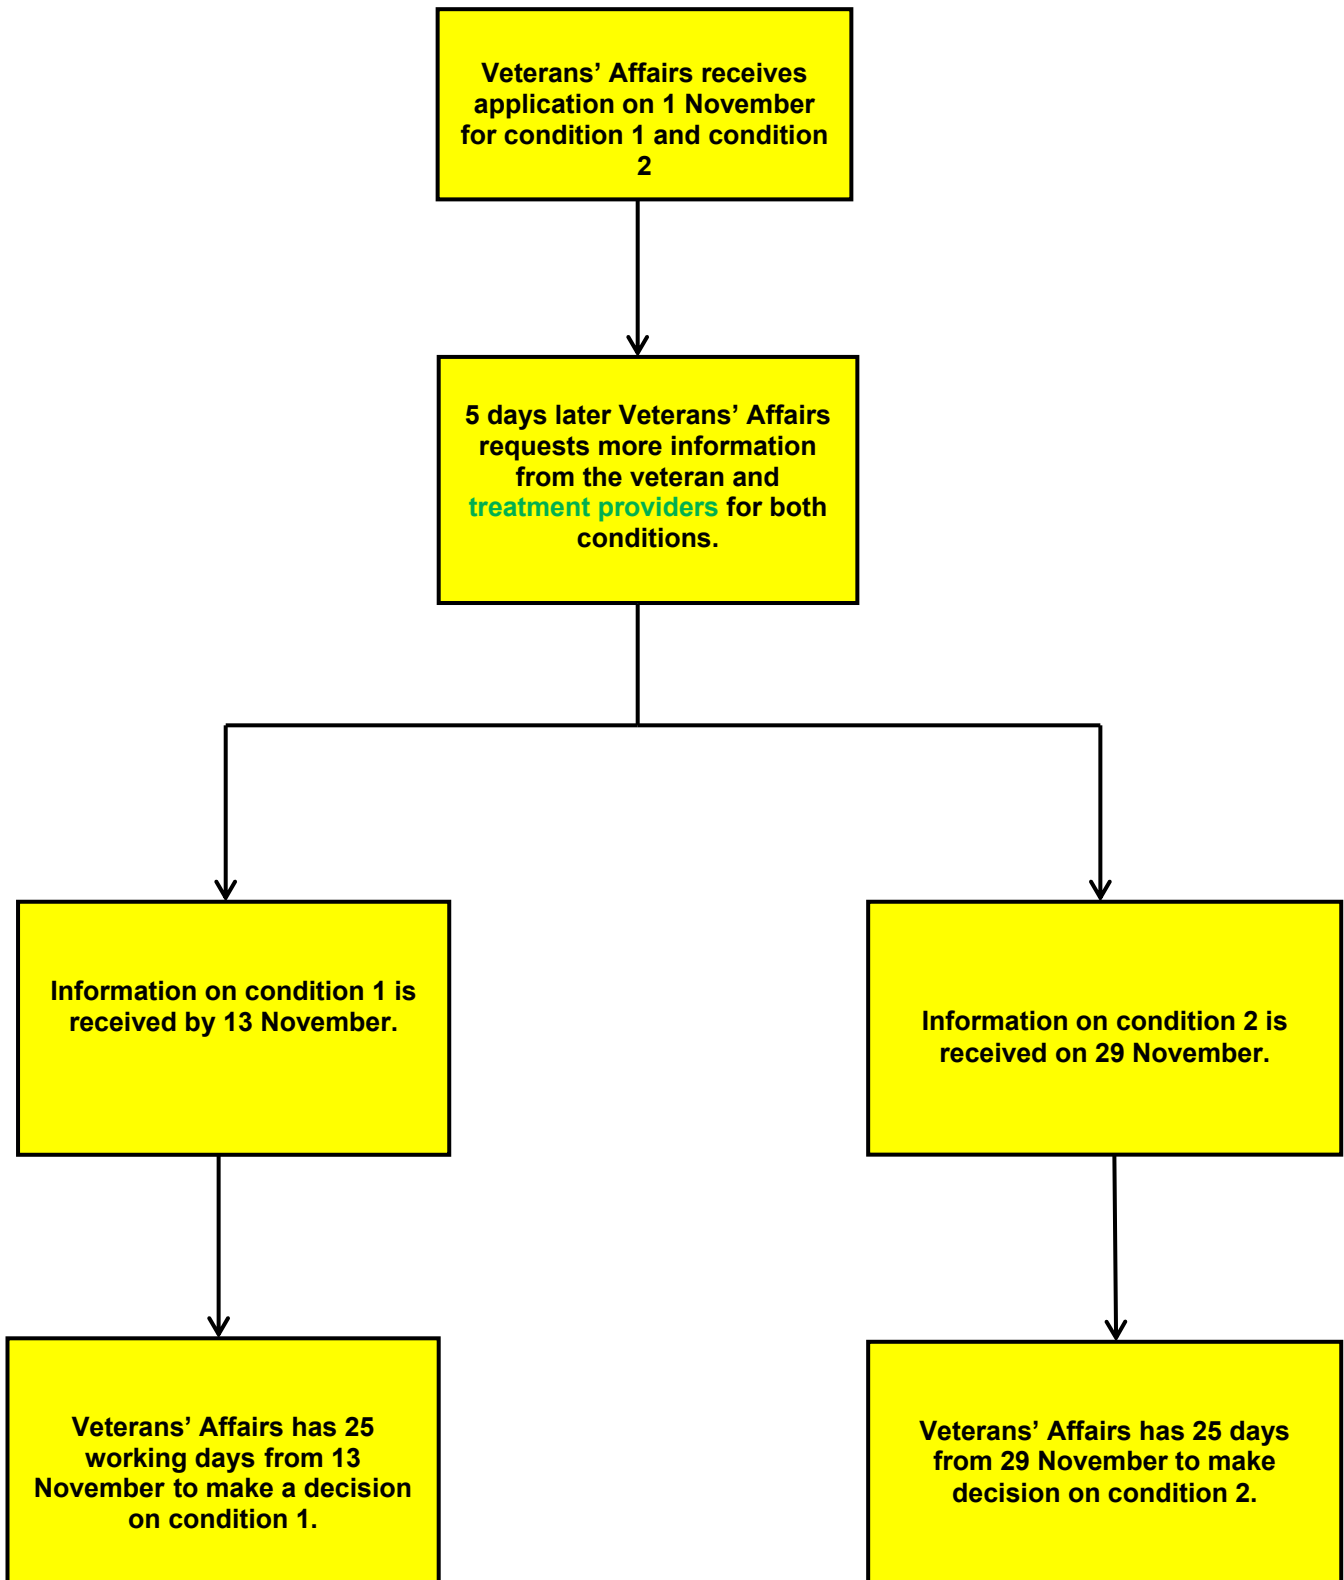 Veterans’ Affairs receives
application on 1 November
for condition 1 and condition
2
5 days later Veterans’ Affairs
requests more information
from the veteran and
treatment providers for both
conditions.
Information on condition 1 is
received by 13 November.
Information on condition 2 is
received on 29 November.
Veterans’ Affairs has 25
working days from 13
November to make a decision
on condition 1.
Veterans’ Affairs has 25 days
from 29 November to make
decision on condition 2.